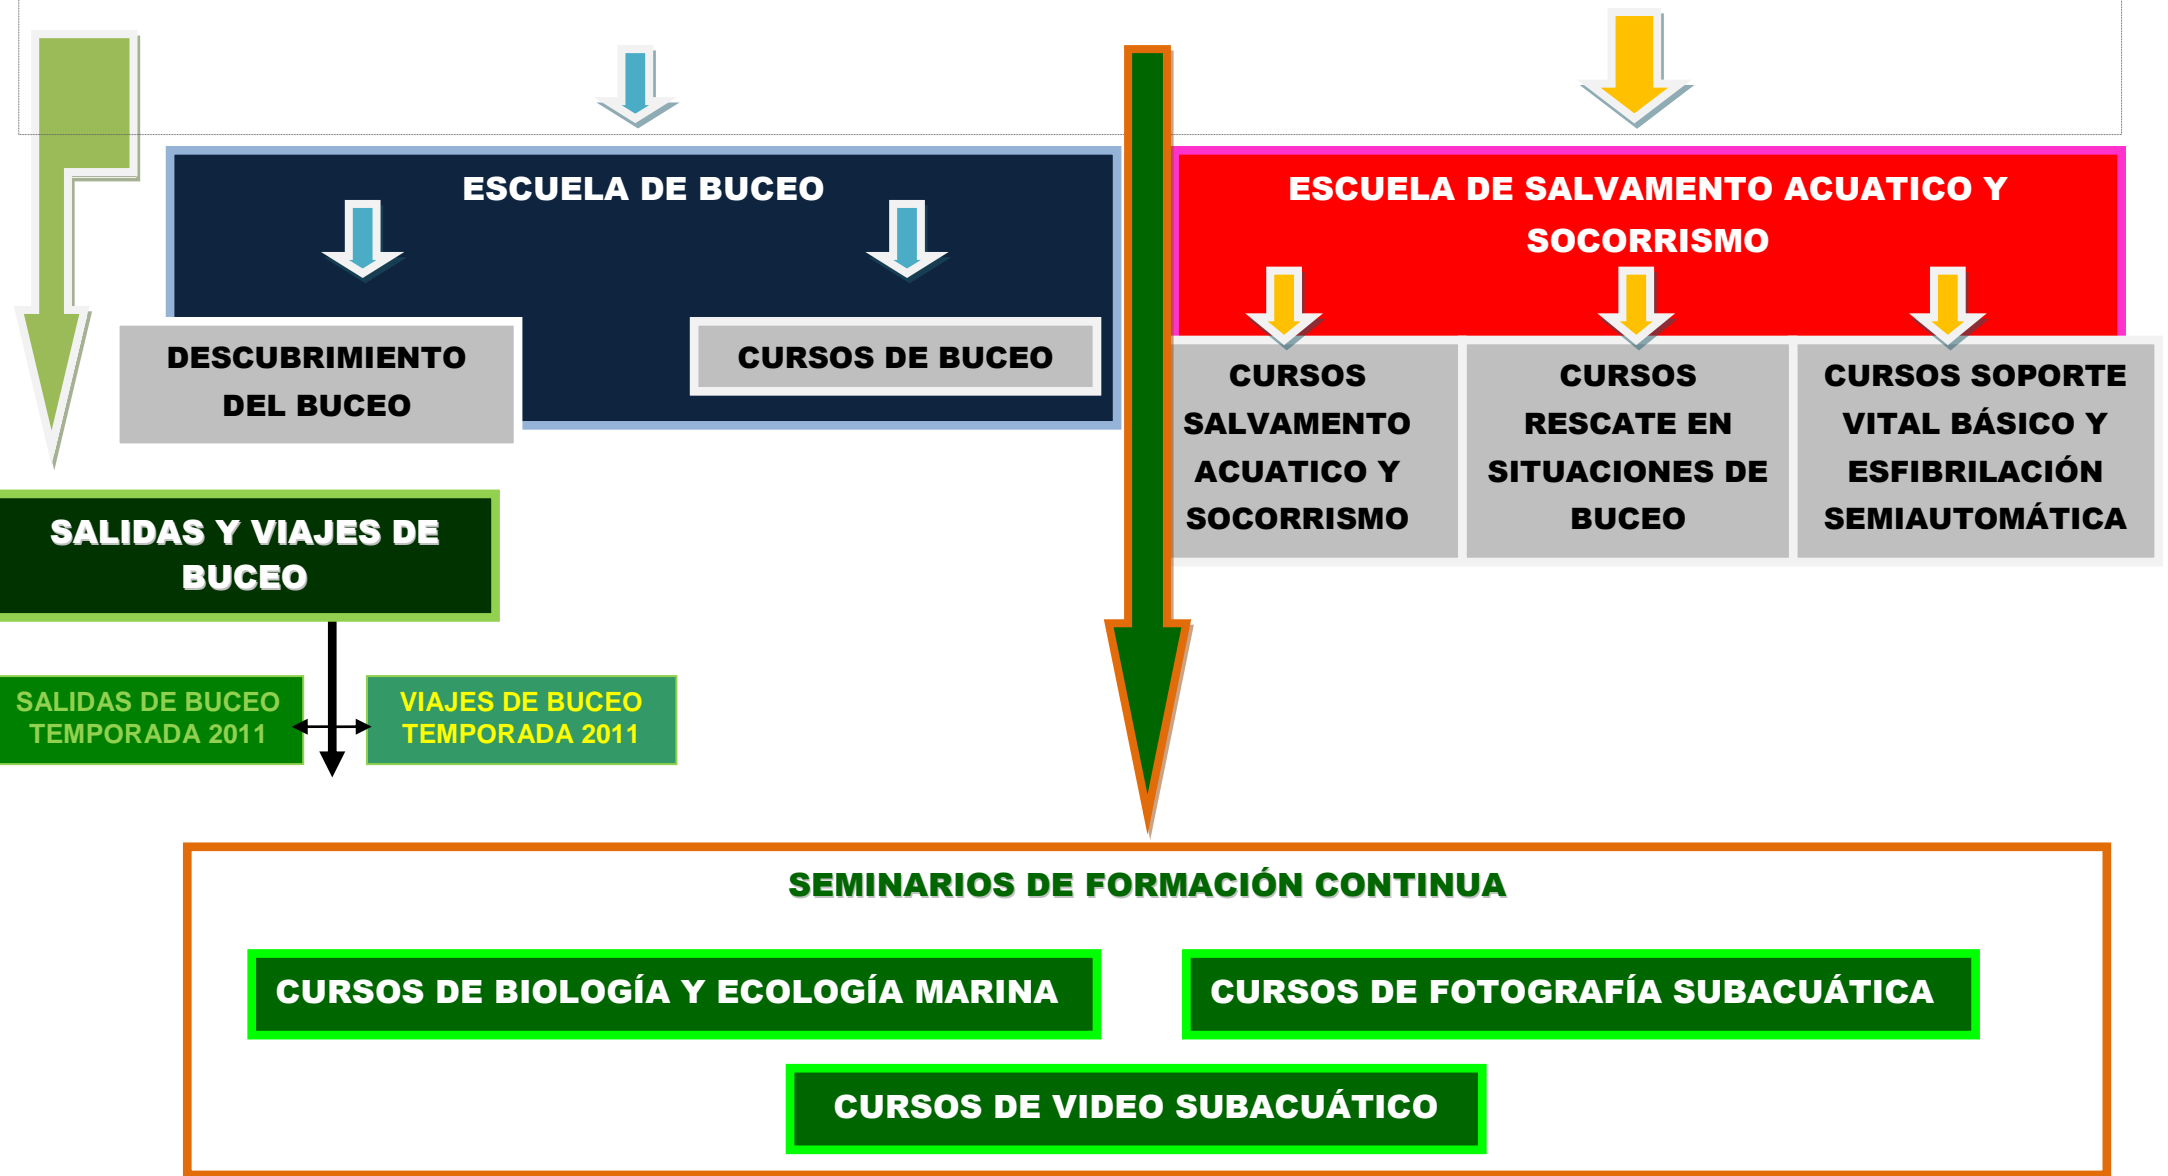 ESCUELA DE BUCEO
ESCUELA DE SALVAMENTO ACUATICO Y
SOCORRISMO
DESCUBRIMIENTO
DEL BUCEO
CURSOS DE BUCEO
CURSOS
SALVAMENTO
ACUATICO Y
SOCORRISMO
CURSOS
RESCATE EN
SITUACIONES DE
BUCEO
CURSOS SOPORTE
VITAL BÁSICO Y
ESFIBRILACIÓN
SEMIAUTOMÁTICA
SALIDAS Y VIAJES DE
BUCEO
SALIDAS DE BUCEO
TEMPORADA 2011
VIAJES DE BUCEO
TEMPORADA 2011
SEMINARIOS DE FORMACIÓN CONTINUA
CURSOS DE BIOLOGÍA Y ECOLOGÍA MARINA
CURSOS DE FOTOGRAFÍA SUBACUÁTICA
CURSOS DE VIDEO SUBACUÁTICO